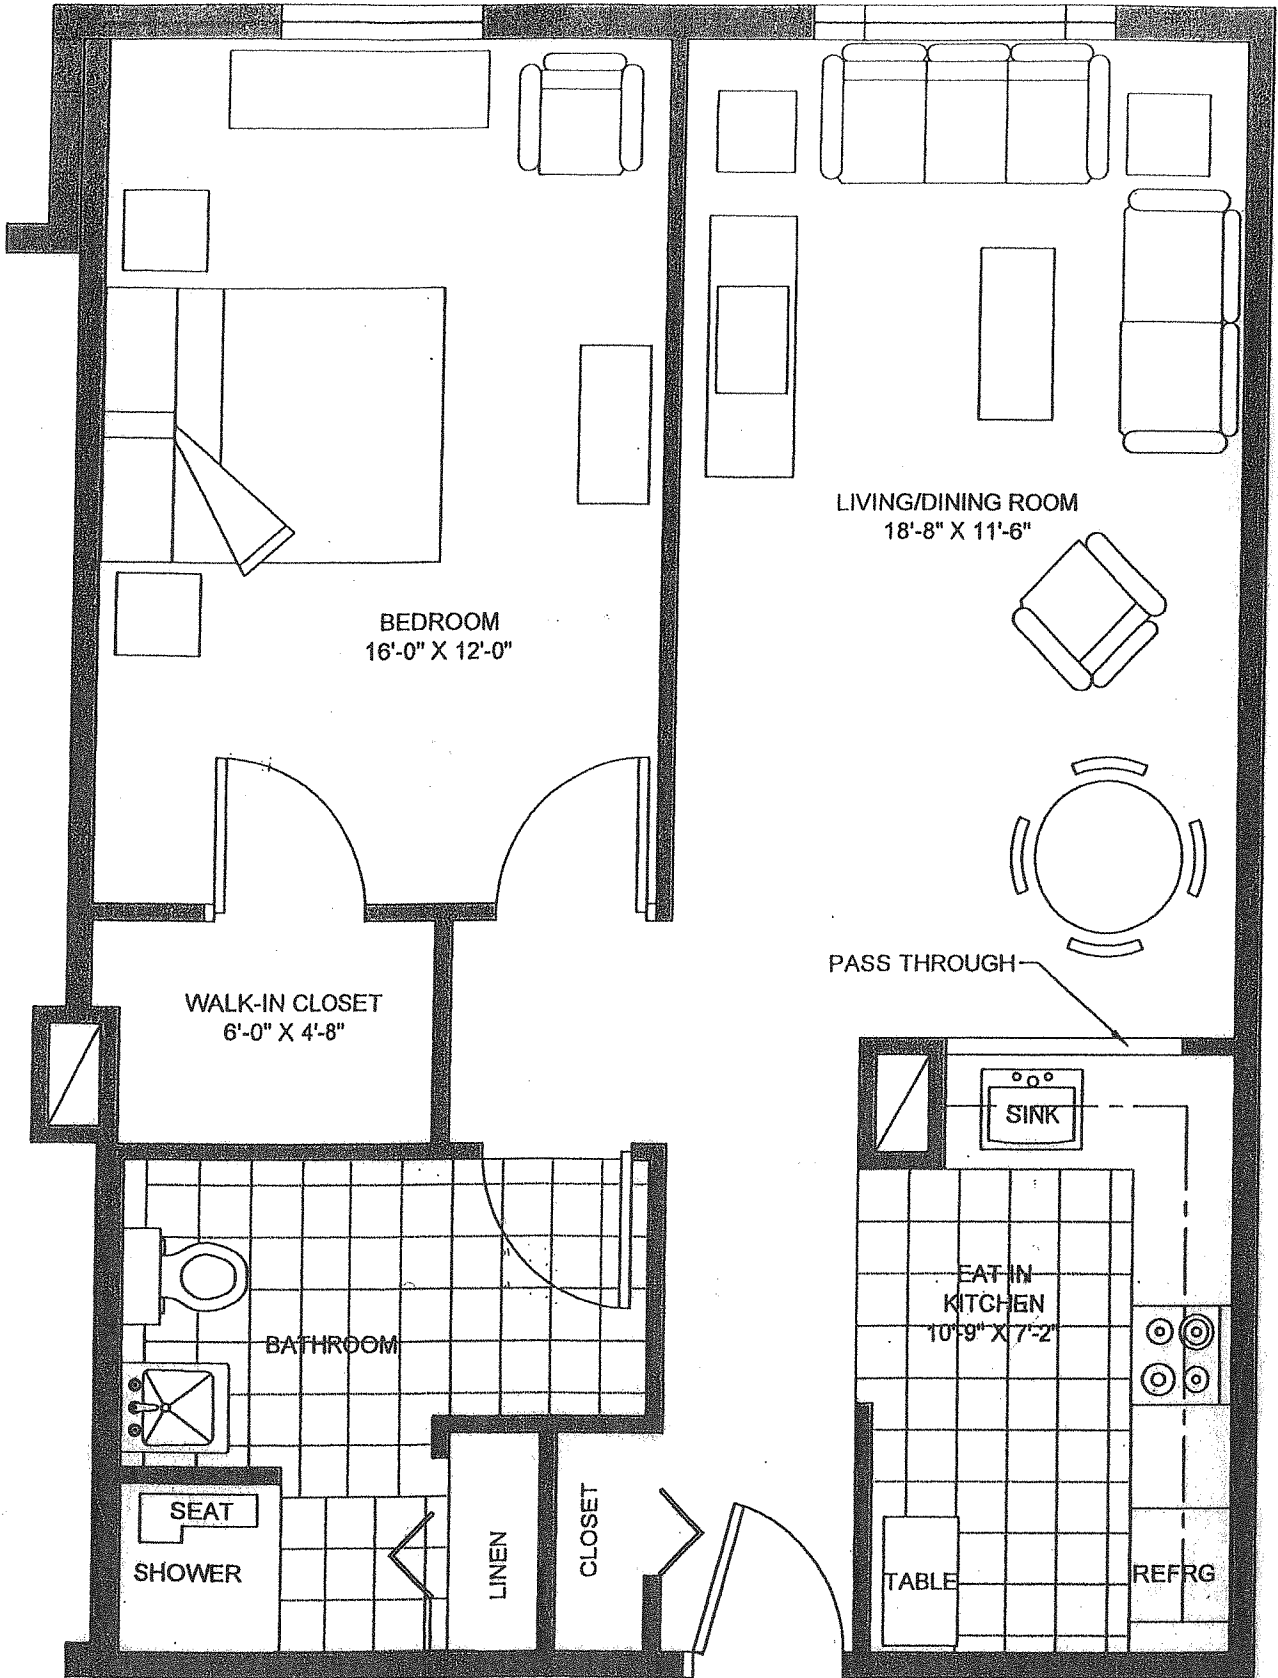 LIVING/DINING ROOM
18'-8" X 11'-6"
BEDROOM
16'-0" X 12'-0"
PASS THROUGH
WALK-IN CLOSET
6'-0" X 4'-8"
SINK
EAT IN
KITCHEN
10'-9" X 7'-2"
BATHROOM
SEAT
SHOWER
LINEN
CLOSET
TABLE
REFRG